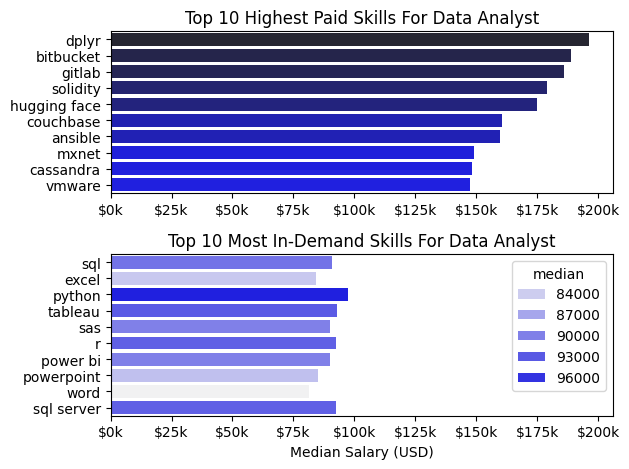 Top 10 Highest Paid Skills For Data Analyst
dplyr
bitbucket
gitlab
solidity
hugging face
couchbase
ansible
mxnet
cassandra
vmware
$0k $25k $50k $75k $100k $125k $150k $175k $200k
Top 10 Most In-Demand Skills For Data Analyst
sql
excel
python
tableau
sas
r
power bi
powerpoint
word
sql server
median
84000
87000
90000
93000
96000
$0k $25k $50k $75k $100k $125k $150k $175k $200k
Median Salary (USD)